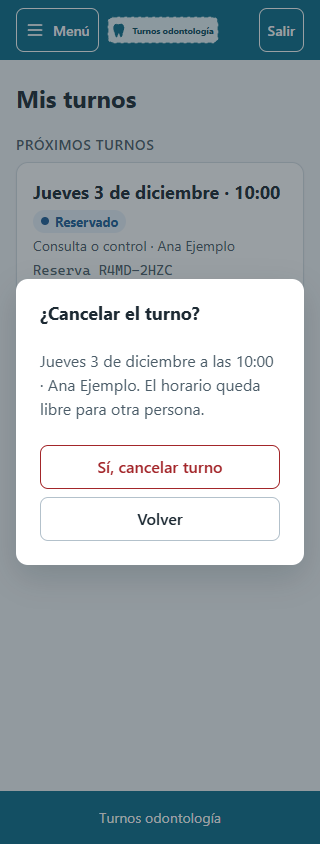 Menú
Turnos odontología
Salir
Mis turnos
PRÓXIMOS TURNOS
Jueves 3 de diciembre · 10:00
Reservado
Consulta o control · Ana Ejemplo
Reserva R4MD-2HZC
¿Cancelar el turno?
Jueves 3 de diciembre a las 10:00
· Ana Ejemplo. El horario queda
libre para otra persona.
Sí, cancelar turno
Volver
Turnos odontología